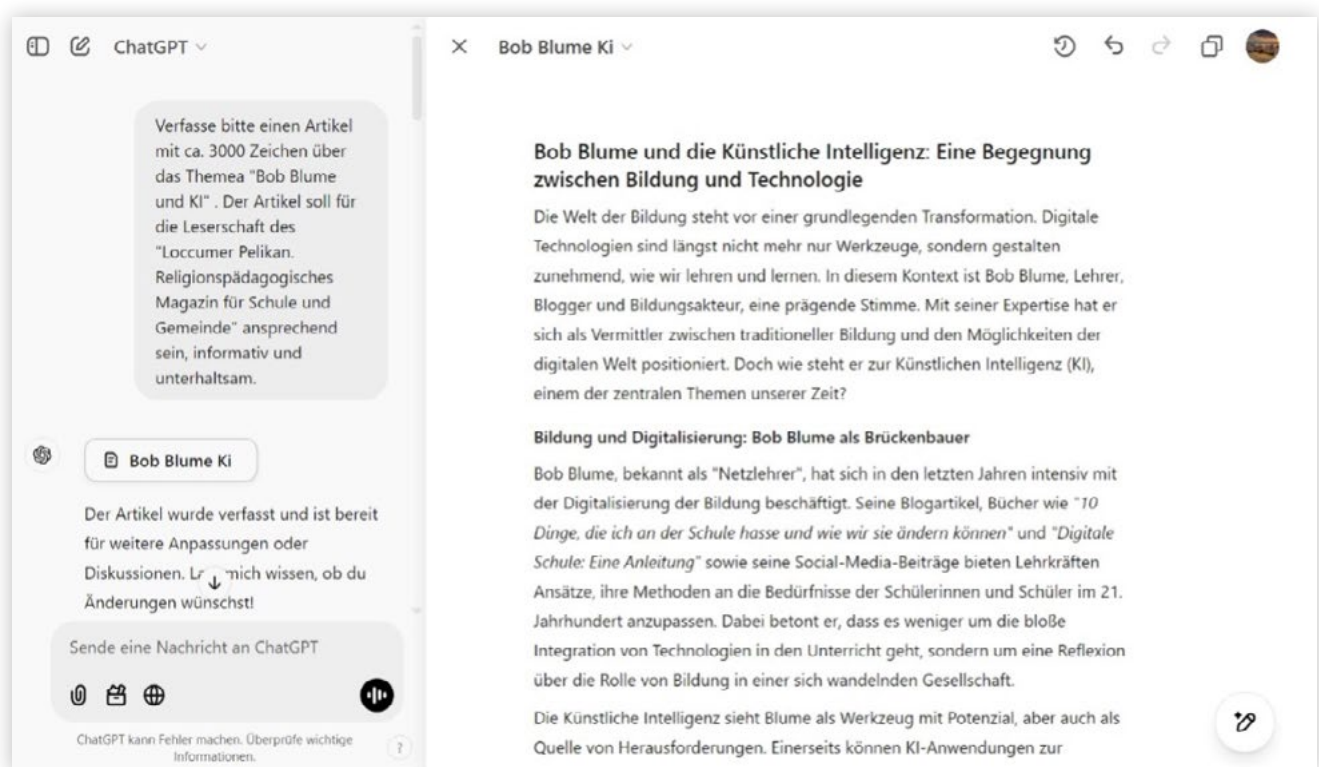 ChatGPT
Verfasse bitte einen Artikel
mit ca. 3000 Zeichen über
das Themea "Bob Blume
und KI" . Der Artikel soll für
die Leserschaft des
"Loccumer Pelikan.
Religionspädagogisches
Magazin für Schule und
Gemeinde" ansprechend
sein, informativ und
unterhaltsam.
Bob Blume Ki
Der Artikel wurde verfasst und ist bereit
für weitere Anpassungen oder
Diskussionen. mich wissen, ob du
Änderungen wünschst!
Sende eine Nachricht an ChatGPT
ChatGPT kann Fehler machen. Überprüfe wichtige
Informationen.
?
Bob Blume Ki
Bob Blume und die Künstliche Intelligenz: Eine Begegnung
zwischen Bildung und Technologie
Die Welt der Bildung steht vor einer grundlegenden Transformation. Digitale
Technologien sind längst nicht mehr nur Werkzeuge, sondern gestalten
zunehmend, wie wir lehren und lernen. In diesem Kontext ist Bob Blume, Lehrer,
Blogger und Bildungsakteur, eine prägende Stimme. Mit seiner Expertise hat er
sich als Vermittler zwischen traditioneller Bildung und den Möglichkeiten der
digitalen Welt positioniert. Doch wie steht er zur Künstlichen Intelligenz (KI),
einem der zentralen Themen unserer Zeit?
Bildung und Digitalisierung: Bob Blume als Brückenbauer
Bob Blume, bekannt als "Netzlehrer", hat sich in den letzten Jahren intensiv mit
der Digitalisierung der Bildung beschäftigt. Seine Blogartikel, Bücher wie "10
Dinge, die ich an der Schule hasse und wie wir sie ändern können" und "Digitale
Schule: Eine Anleitung" sowie seine Social-Media-Beiträge bieten Lehrkräften
Ansätze, ihre Methoden an die Bedürfnisse der Schülerinnen und Schüler im 21.
Jahrhundert anzupassen. Dabei betont er, dass es weniger um die bloße
Integration von Technologien in den Unterricht geht, sondern um eine Reflexion
über die Rolle von Bildung in einer sich wandelnden Gesellschaft.
Die Künstliche Intelligenz sieht Blume als Werkzeug mit Potenzial, aber auch als
Quelle von Herausforderungen. Einerseits können KI-Anwendungen zur